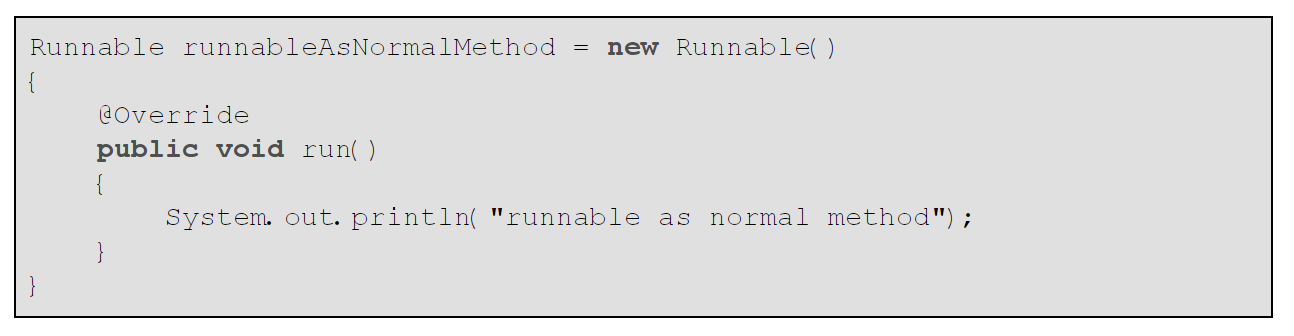 Runnable runnableAsNormalMethod = new Runnable()
{
@Override
public void run()
{
System.out.println("runnable as normal method");
}
}